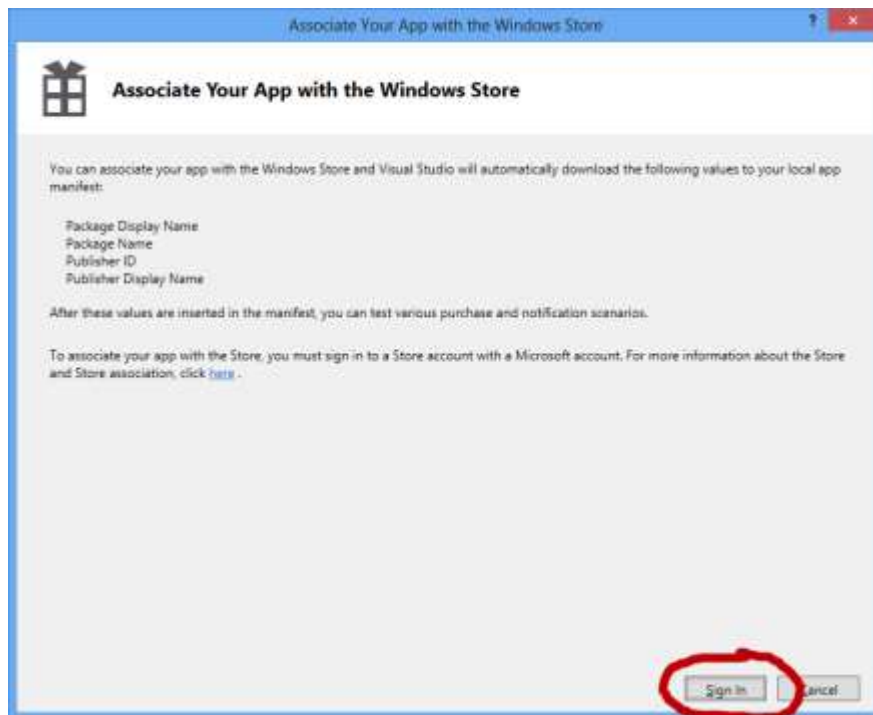 Associate Your App with the Windows Store
?
Associate Your App with the Windows Store
You can associate your app with the Windows Store and Visual Studio will automatically download the following values to your local app
manifest:
Package Display Name
Package Name
Publisher ID
Publisher Display Name
After these values are inserted in the manifest, you can test various purchase and notification scenarios.
To associate your app with the Store, you must sign in to a Store account with a Microsoft account. For more information about the Store
and Store association, click here .
Sign In
Cancel